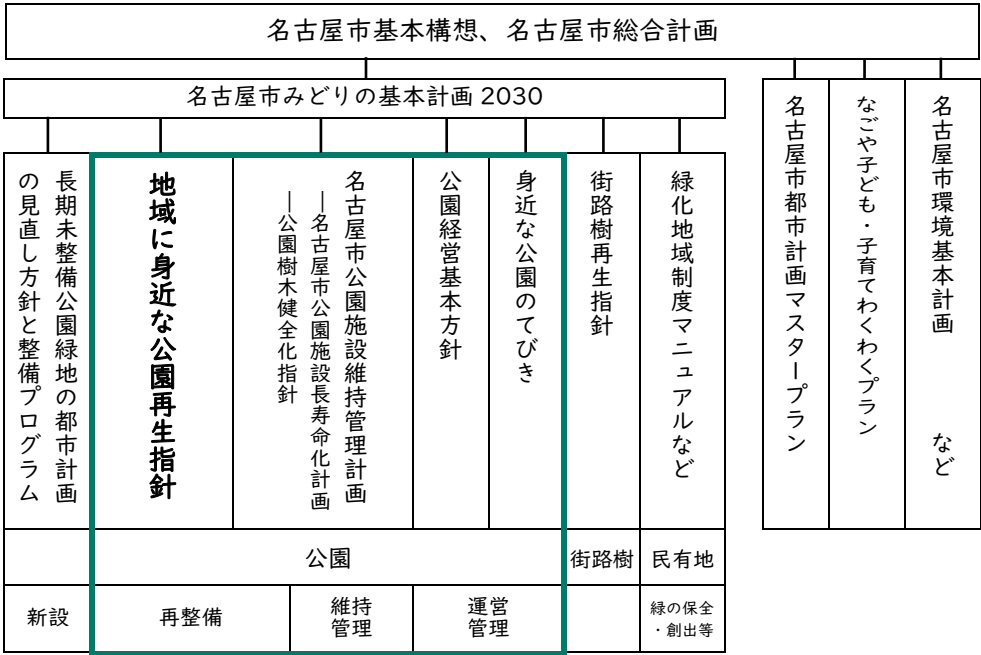 名古屋市基本構想、名古屋市総合計画
名古屋市みどりの基本計画 2030
長期未整備公園緑地の都市計画
の見直し方針と整備プログラム
地域に身近な公園再生指針
名古屋市公園施設維持管理計画
―名古屋市公園施設長寿命化計画
―公園樹木健全化指針
公園経営基本方針
身近な公園のてびき
街路樹再生指針
緑化地域制度マニュアルなど
名古屋市都市計画マスタープラン
なごや子ども・子育てわくわくプラン
名古屋市環境基本計画 など
公園
街路樹
民有地
新設
再整備
維持
管理
運営
管理
緑の保全
・創出等